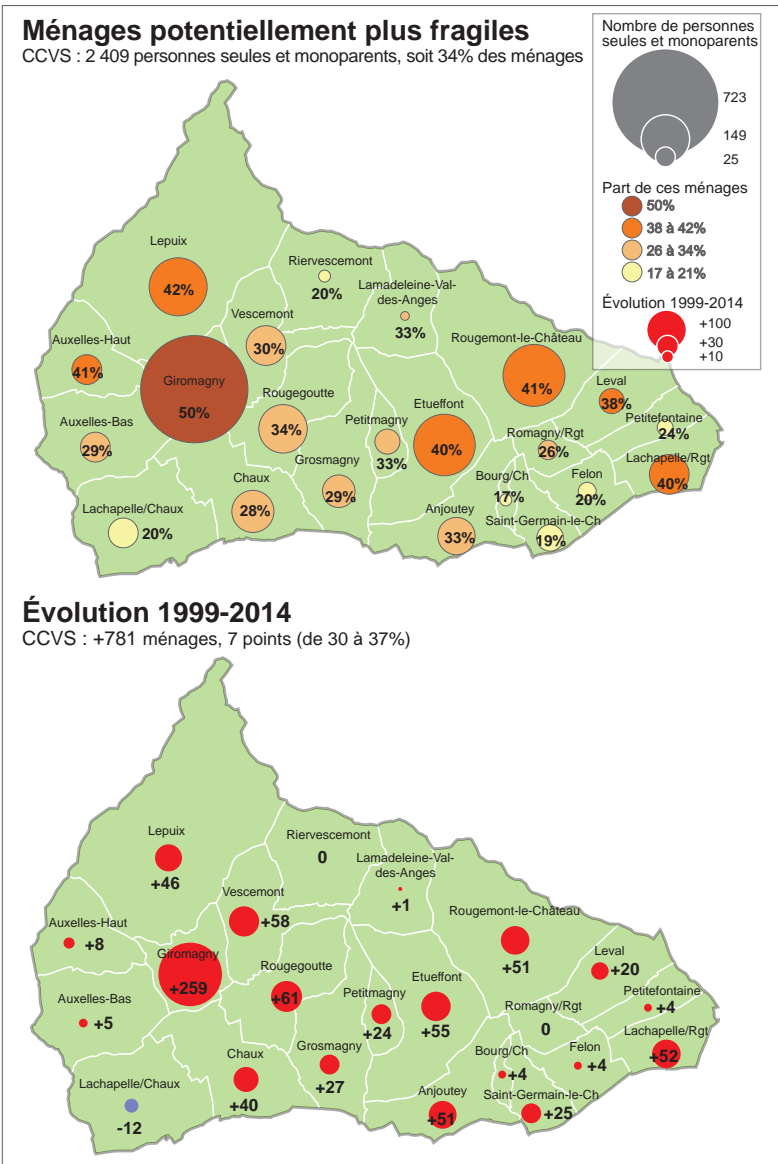 Ménages potentiellement plus fragiles
CCVS : 2 409 personnes seules et monoparents, soit 34% des ménages
Nombre de personnes
seules et monoparents
723
149
25
Part de ces ménages
50%
38 à 42%
26 à 34%
17 à 21%
Évolution 1999-2014
+100
+30
+10
Lepuix
42%
Riervescemont
20%
Lamadeleine-Val-
des-Anges
33%
Vescemont
30%
Auxelles-Haut
41%
Rougemont-le-Château
41%
Giromagny
50%
Rougegoutte
34%
Leval
38%
Petitefontaine
24%
Etueffont
40%
Petitmagny
33%
Auxelles-Bas
29%
Romagny/Rgt
26%
Lachapelle/Rgt
40%
Grosmagny
29%
Bourg/Ch
17%
Felon
20%
Chaux
28%
Lachapelle/Chaux
20%
Anjoutey
33%
Saint-Germain-le-Ch
19%
Évolution 1999-2014
CCVS : +781 ménages, 7 points (de 30 à 37%)
Lepuix
+46
Riervescemont
0
Lamadeleine-Val-
des-Anges
+1
Vescemont
+58
Auxelles-Haut
+8
Rougemont-le-Château
+51
Giromagny
+259
Rougegoutte
+61
Leval
+20
Etueffont
+55
Petitmagny
+24
Petitefontaine
+4
Auxelles-Bas
+5
Romagny/Rgt
0
Lachapelle/Rgt
+52
Grosmagny
+27
Bourg/Ch
+4
Felon
+4
Chaux
+40
Lachapelle/Chaux
-12
Anjoutey
+51
Saint-Germain-le-Ch
+25